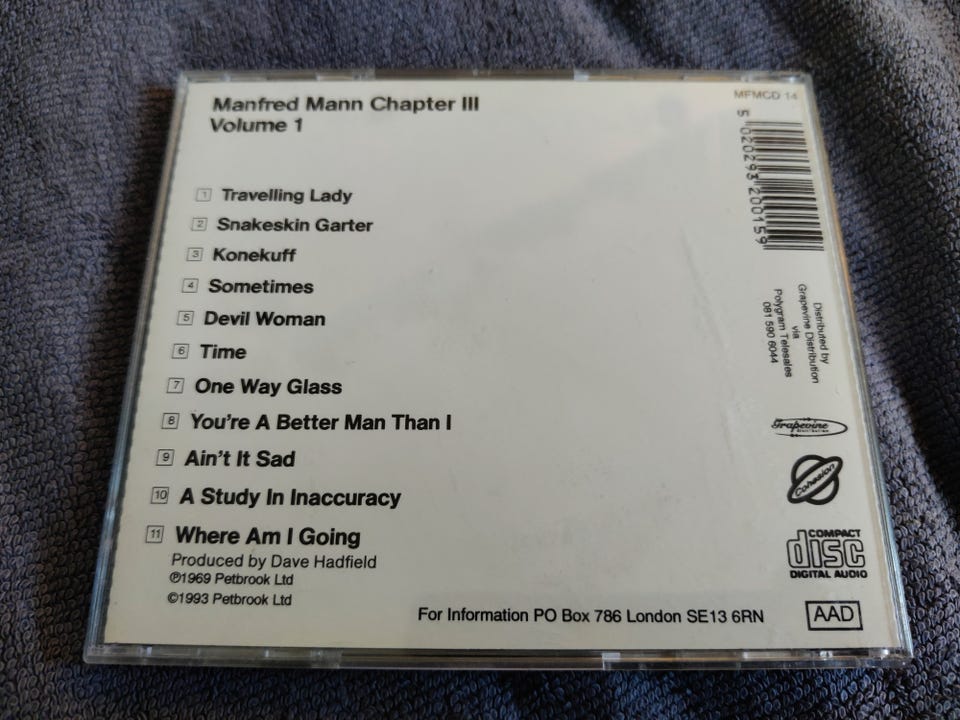 Manfred Mann Chapter III
Volume 1
1 Travelling Lady
2 Snakeskin Garter
3 Konekuff
4 Sometimes
5 Devil Woman
6 Time
7 One Way Glass
8 You're A Better Man Than I
9 Ain't It Sad
10 A Study In Inaccuracy
11 Where Am I Going
Produced by Dave Hadfield
℗1969 Petbrook Ltd
©1993 Petbrook Ltd
For Information PO Box 786 London SE13 6RN
MFMCD 14
5 020293 200159
Distributed by
Grapevine Distribution
via
Polygram Telesales
081 590 6044
Grapevine
distribution
Cohesion
COMPACT
disc
DIGITAL AUDIO
AAD